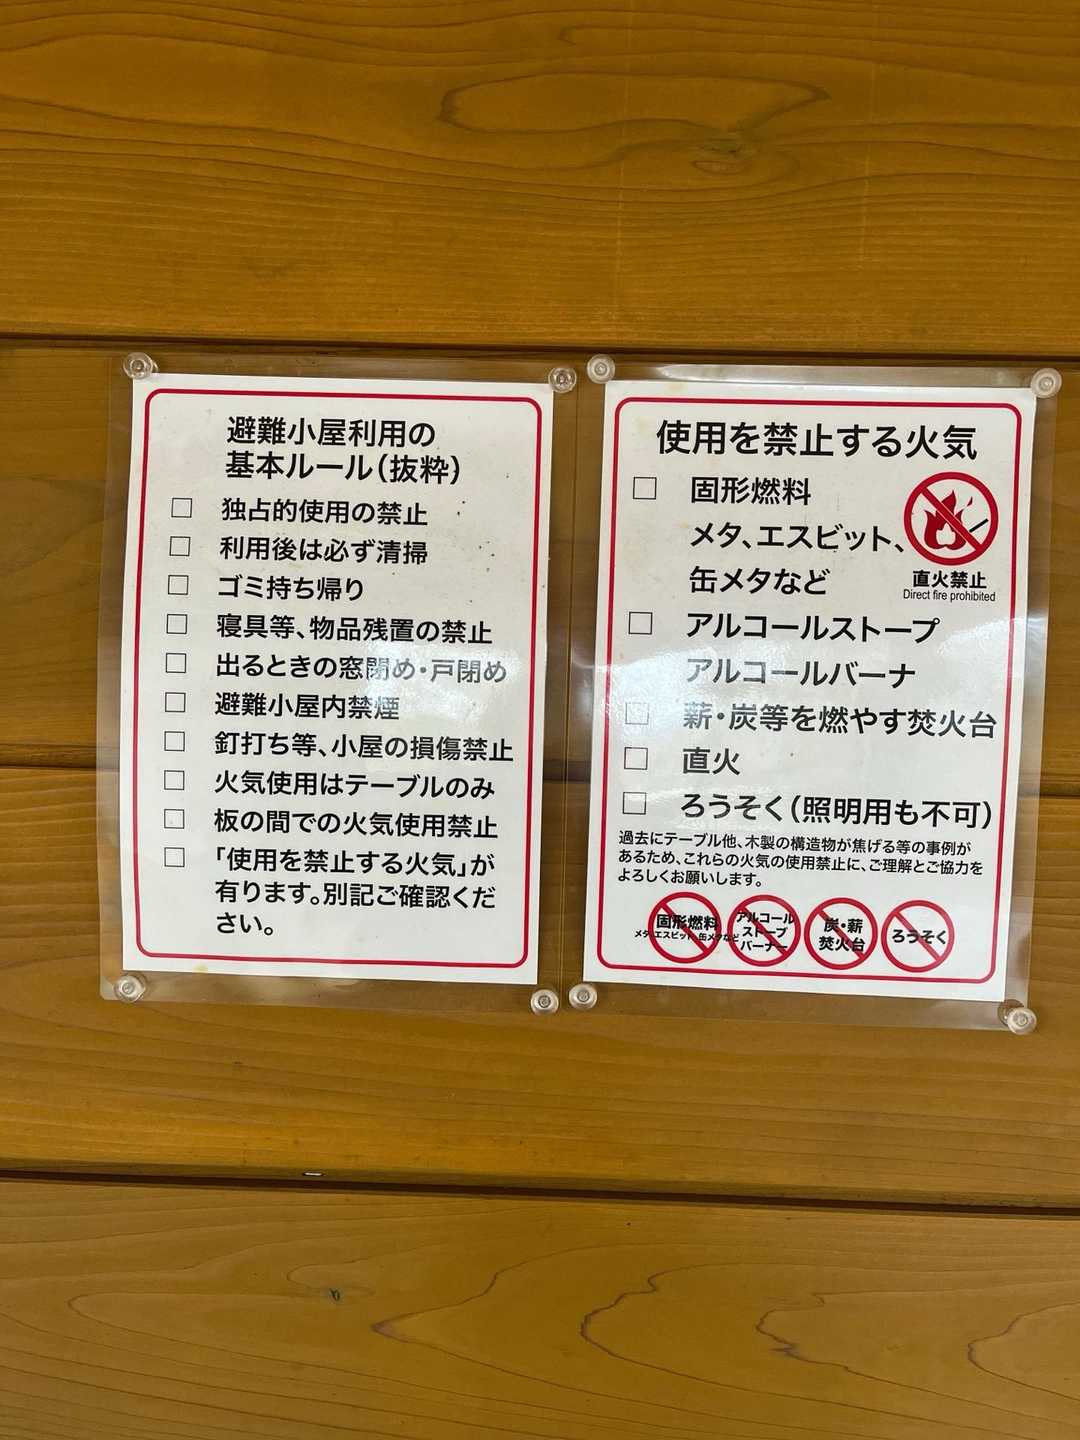 避難小屋利用の
基本ルール（抜粋）
□ 独占的使用の禁止
□ 利用後は必ず清掃
□ ゴミ持ち帰り
□ 寝具等、物品残置の禁止
□ 出るときの窓閉め・戸閉め
□ 避難小屋内禁煙
□ 釘打ち等、小屋の損傷禁止
□ 火気使用はテーブルのみ
□ 板の間での火気使用禁止
□ 「使用を禁止する火気」が
有ります。別記ご確認くだ
さい。
使用を禁止する火気
□ 固形燃料
メタ、エスビット、
缶メタなど
直火禁止
Direct fire prohibited
□ アルコールストーブ
アルコールバーナ
□ 薪・炭等を燃やす焚火台
□ 直火
□ ろうそく（照明用も不可）
過去にテーブル他、木製の構造物が焦げる等の事例が
あるため、これらの火気の使用禁止に、ご理解とご協力を
よろしくお願いします。
固形燃料
メタ、エスビット、缶メタなど
アルコール
ストーブ
バーナー
炭・薪
焚火台
ろうそく